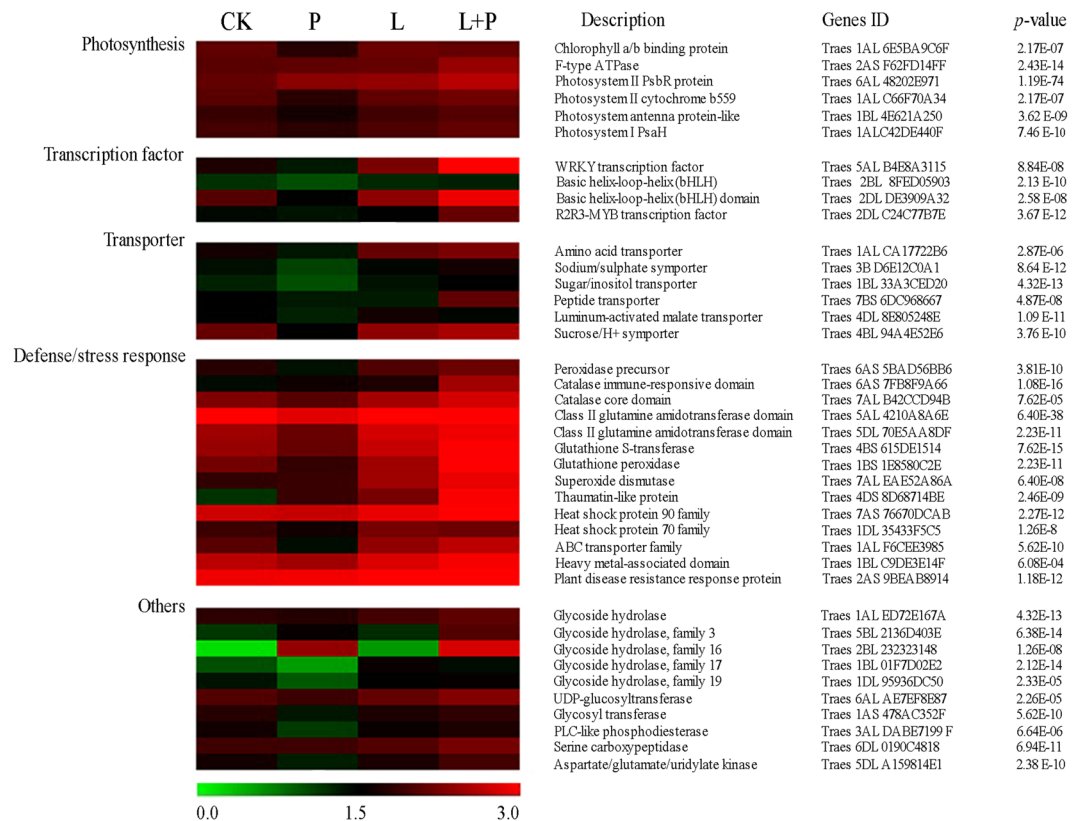 CK P L L+P Description Genes ID p-value
Photosynthesis
Chlorophyll a/b binding protein Traes 1AL 6E5BA9C6F 2.17E-07
F-type ATPase Traes 2AS F62FD14FF 2.43E-14
Photosystem II PsbR protein Traes 6AL 48202E971 1.19E-74
Photosystem II cytochrome b559 Traes 1AL C66F70A34 2.17E-07
Photosystem antenna protein-like Traes 1BL 4E621A250 3.62 E-09
Photosystem I PsaH Traes 1ALC42DE440F 7.46 E-10
Transcription factor
WRKY transcription factor Traes 5AL B4E8A3115 8.84E-08
Basic helix-loop-helix (bHLH) Traes 2BL 8FED05903 2.13 E-10
Basic helix-loop-helix (bHLH) domain Traes 2DL DE3909A32 2.58 E-08
R2R3-MYB transcription factor Traes 2DL C24C77B7E 3.67 E-12
Transporter
Amino acid transporter Traes 1AL CA17722B6 2.87E-06
Sodium/sulphate symporter Traes 3B D6E12C0A1 8.64 E-12
Sugar/inositol transporter Traes 1BL 33A3CED20 4.32E-13
Peptide transporter Traes 7BS 6DC968667 4.87E-08
Luminum-activated malate transporter Traes 4DL 8E805248E 1.09 E-11
Sucrose/H+ symporter Traes 4BL 94A4E52E6 3.76 E-10
Defense/stress response
Peroxidase precursor Traes 6AS 5BAD56BB6 3.81E-10
Catalase immune-responsive domain Traes 6AS 7FB8F9A66 1.08E-16
Catalase core domain Traes 7AL B42CCD94B 7.62E-05
Class II glutamine amidotransferase domain Traes 5AL 4210A8A6E 6.40E-38
Class II glutamine amidotransferase domain Traes 5DL 70E5AA8DF 2.23E-11
Glutathione S-transferase Traes 4BS 615DE1514 7.62E-15
Glutathione peroxidase Traes 1BS 1E8580C2E 2.23E-11
Superoxide dismutase Traes 7AL EAE52A86A 6.40E-08
Thaumatin-like protein Traes 4DS 8D68714BE 2.46E-09
Heat shock protein 90 family Traes 7AS 76670DCAB 2.27E-12
Heat shock protein 70 family Traes 1DL 35433F5C5 1.26E-8
ABC transporter family Traes 1AL F6CEE3985 5.62E-10
Heavy metal-associated domain Traes 1BL C9DE3E14F 6.08E-04
Plant disease resistance response protein Traes 2AS 9BEAB8914 1.18E-12
Others
Glycoside hydrolase Traes 1AL ED72E167A 4.32E-13
Glycoside hydrolase, family 3 Traes 5BL 2136D403E 6.38E-14
Glycoside hydrolase, family 16 Traes 2BL 232323148 1.26E-08
Glycoside hydrolase, family 17 Traes 1BL 01F7D02E2 2.12E-14
Glycoside hydrolase, family 19 Traes 1DL 95936DC50 2.33E-05
UDP-glucosyltransferase Traes 6AL AE7EF8E87 2.26E-05
Glycosyl transferase Traes 1AS 478AC352F 5.62E-10
PLC-like phosphodiesterase Traes 3AL DABE7199 F 6.64E-06
Serine carboxypeptidase Traes 6DL 0190C4818 6.94E-11
Aspartate/glutamate/uridylate kinase Traes 5DL A159814E1 2.38 E-10
0.0 1.5 3.0